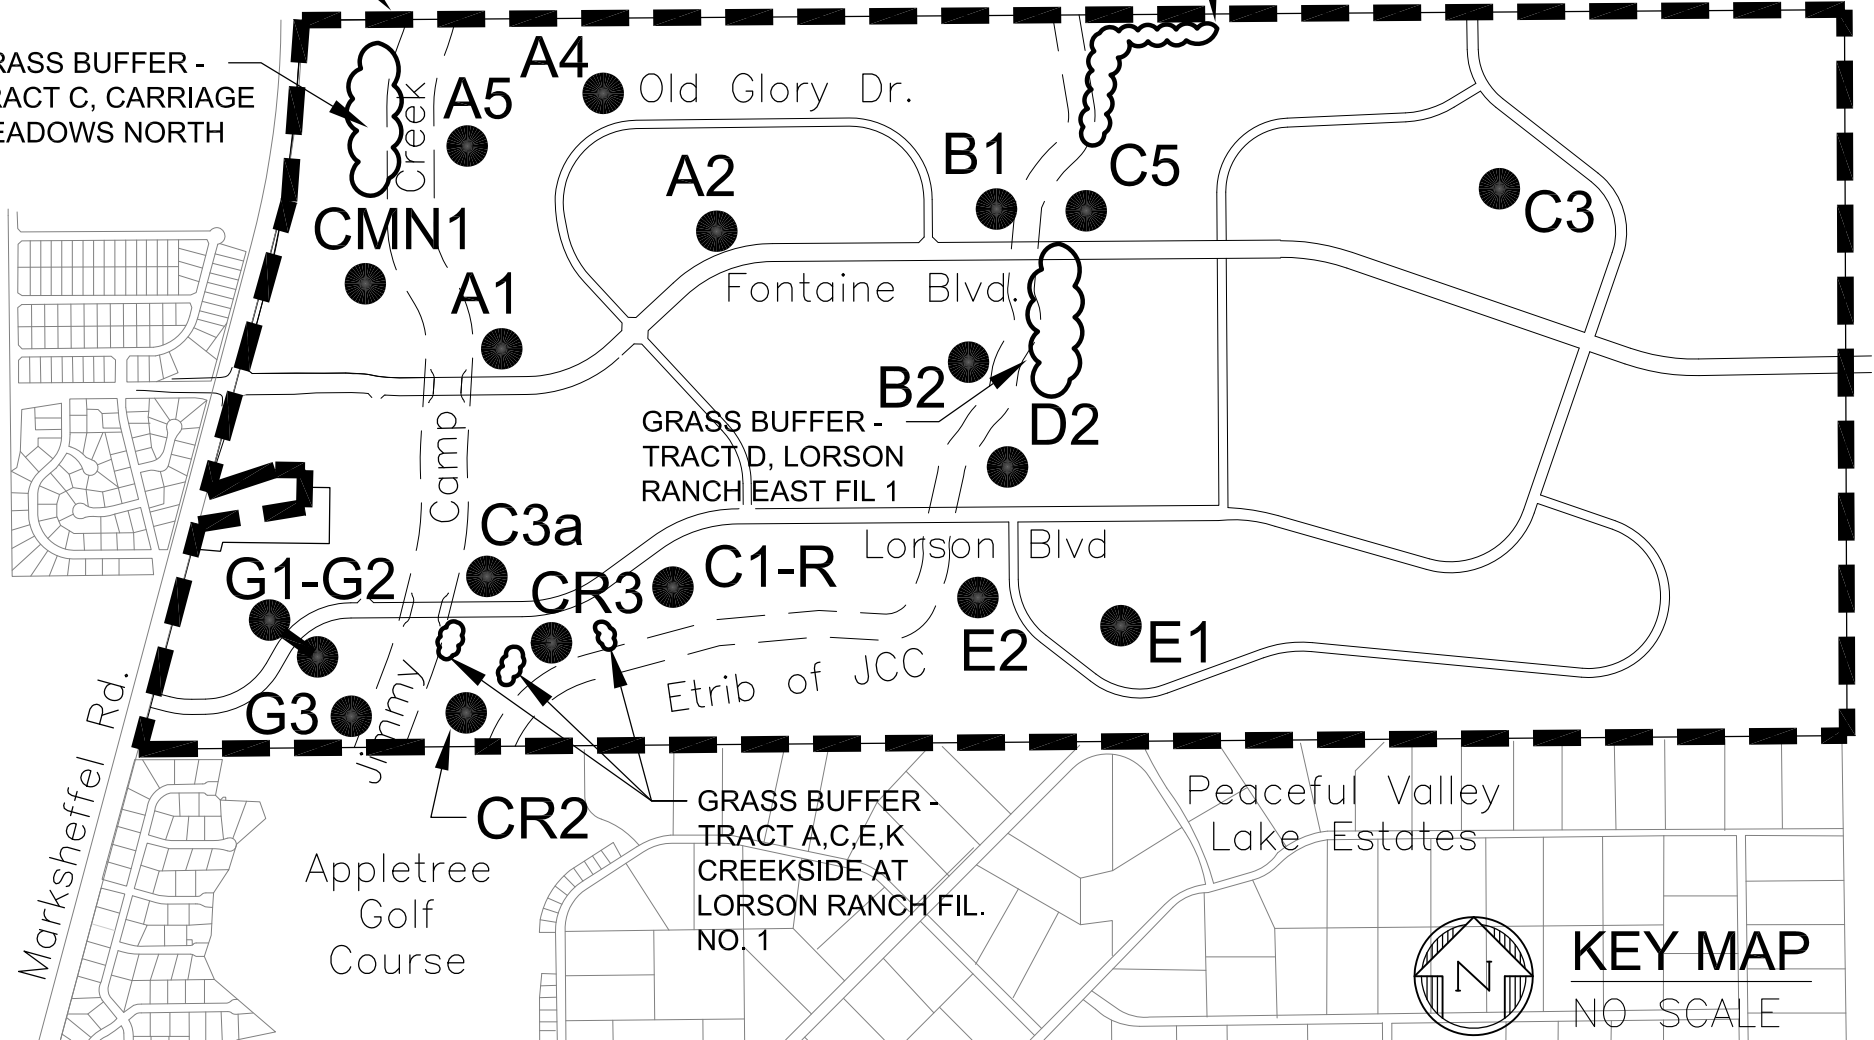 RASS BUFFER -
RACT C, CARRIAGE
EADOWS NORTH
A4
A5
Old Glory Dr.
Creek
A2
B1
C5
C3
CMN1
A1
Fontaine Blvd.
B2
GRASS BUFFER -
TRACT D, LORSON
RANCH EAST FIL 1
D2
Camp
C3a
Lorson Blvd
G1-G2
CR3
C1-R
E2
E1
Etrib of JCC
G3
Jimmy
Marksheffel Rd.
CR2
GRASS BUFFER -
TRACT A,C,E,K
CREEKSIDE AT
LORSON RANCH FIL.
NO. 1
Peaceful Valley
Lake Estates
Appletree
Golf
Course
N
KEY MAP
NO SCALE